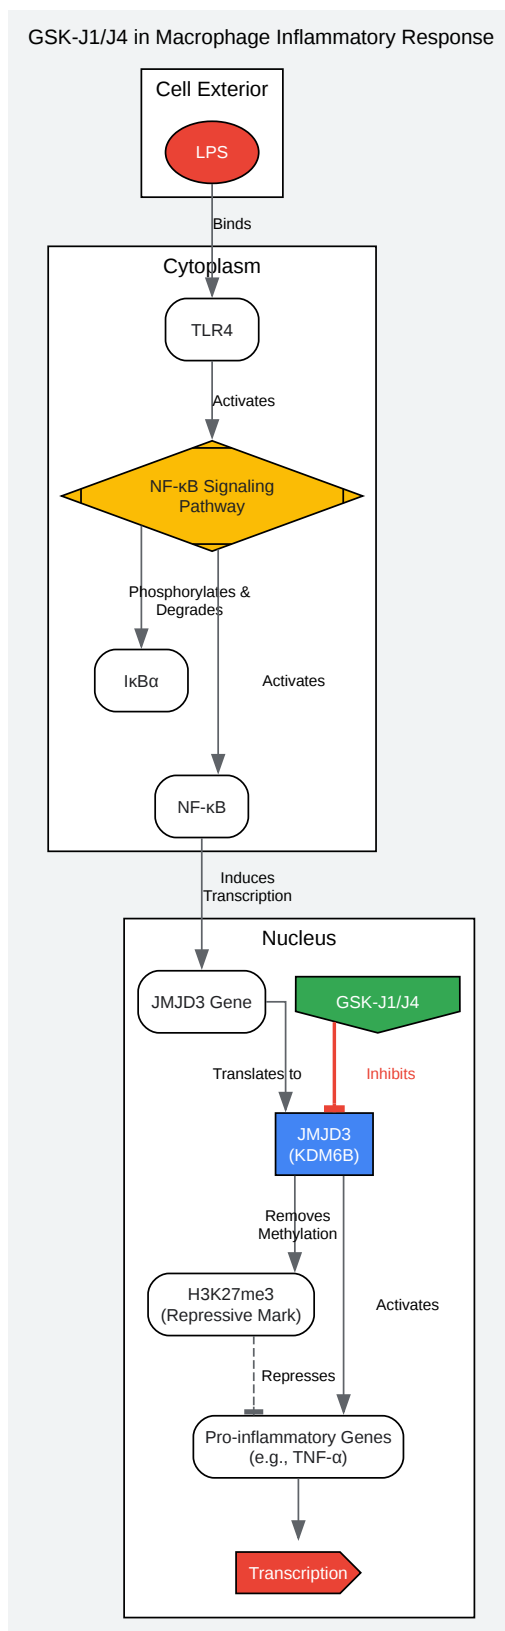 GSK-J1/J4 in Macrophage Inflammatory Response
Cell Exterior
LPS
Binds
Cytoplasm
TLR4
Activates
NF-κB Signaling
Pathway
Phosphorylates &
Degrades
IκBα
Activates
NF-κB
Induces
Transcription
Nucleus
JMJD3 Gene
GSK-J1/J4
Translates to
Inhibits
JMJD3
(KDM6B)
Removes
Methylation
H3K27me3
(Repressive Mark)
Activates
Represses
Pro-inflammatory Genes
(e.g., TNF-α)
Transcription